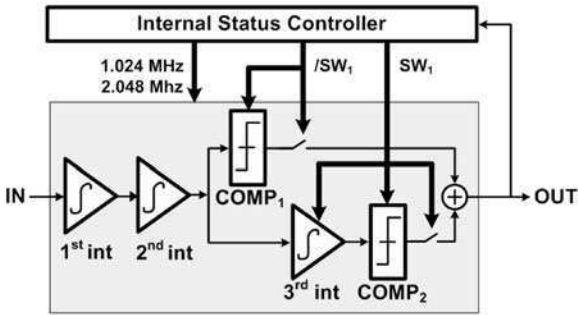 Internal Status Controller
1.024 MHz
2.048 Mhz
/SW₁
SW₁
COMP₁
IN
OUT
1ˢᵗ int
2ⁿᵈ int
3ʳᵈ int
COMP₂